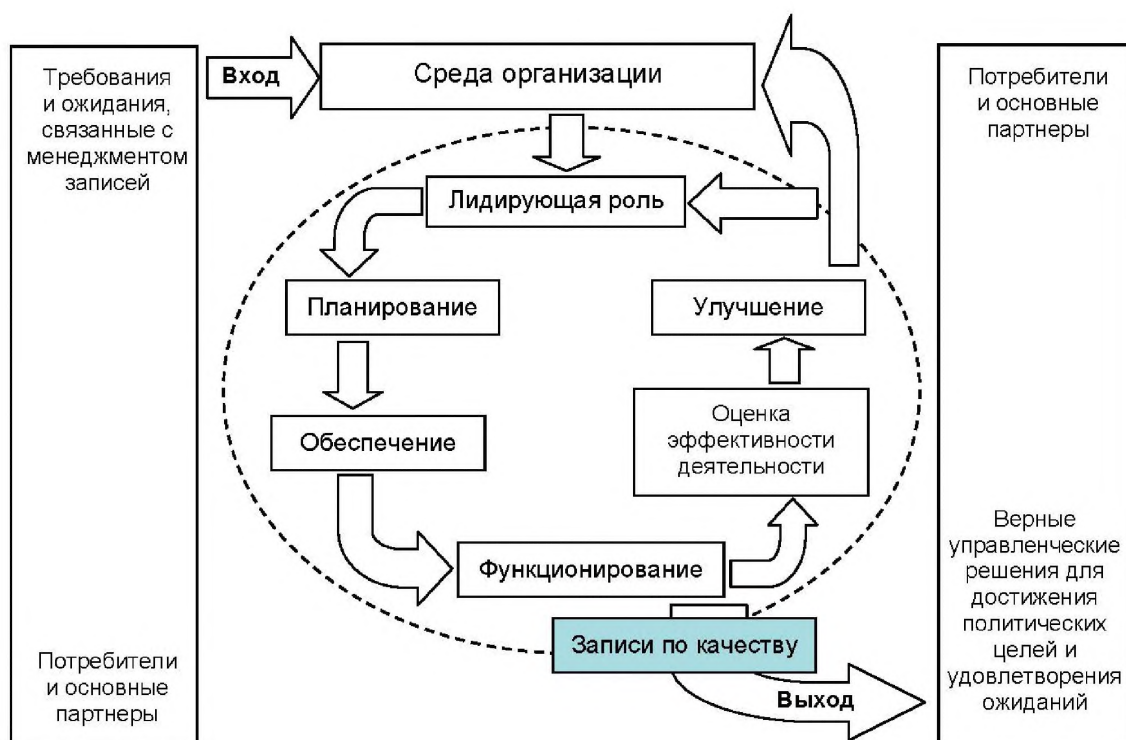 Требования
и ожидания,
связанные с
менеджментом
записей
Потребители
и основные
партнеры
Вход
Среда организации
Лидирующая роль
Планирование
Обеспечение
Функционирование
Записи по качеству
Выход
Оценка
эффективности
деятельности
Улучшение
Потребители
и основные
партнеры
Верные
управленческие
решения для
достижения
политических
целей и
удовлетворения
ожиданий